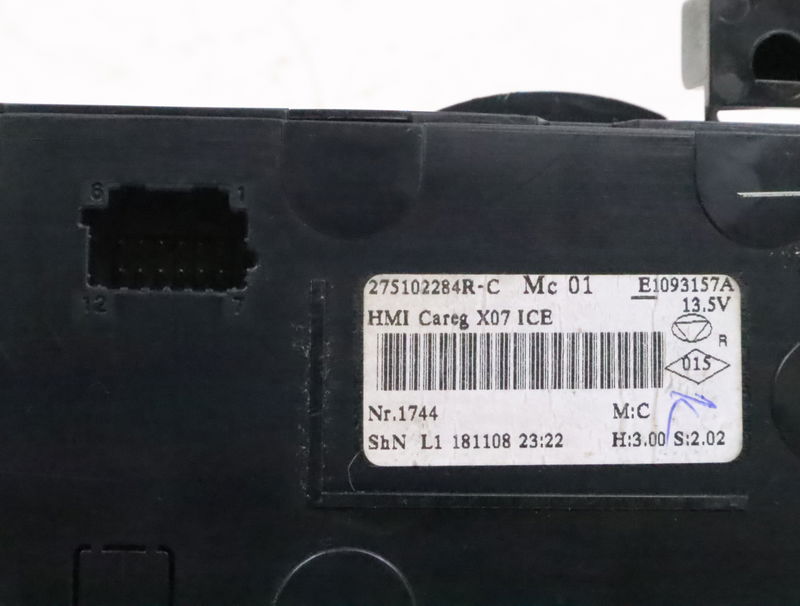 6 1
12 7
275102284R-C Mc 01 E1093157A
13.5V
HMI Careg X07 ICE
R
015
Nr.1744 M:C
ShN L1 181108 23:22 H:3.00 S:2.02